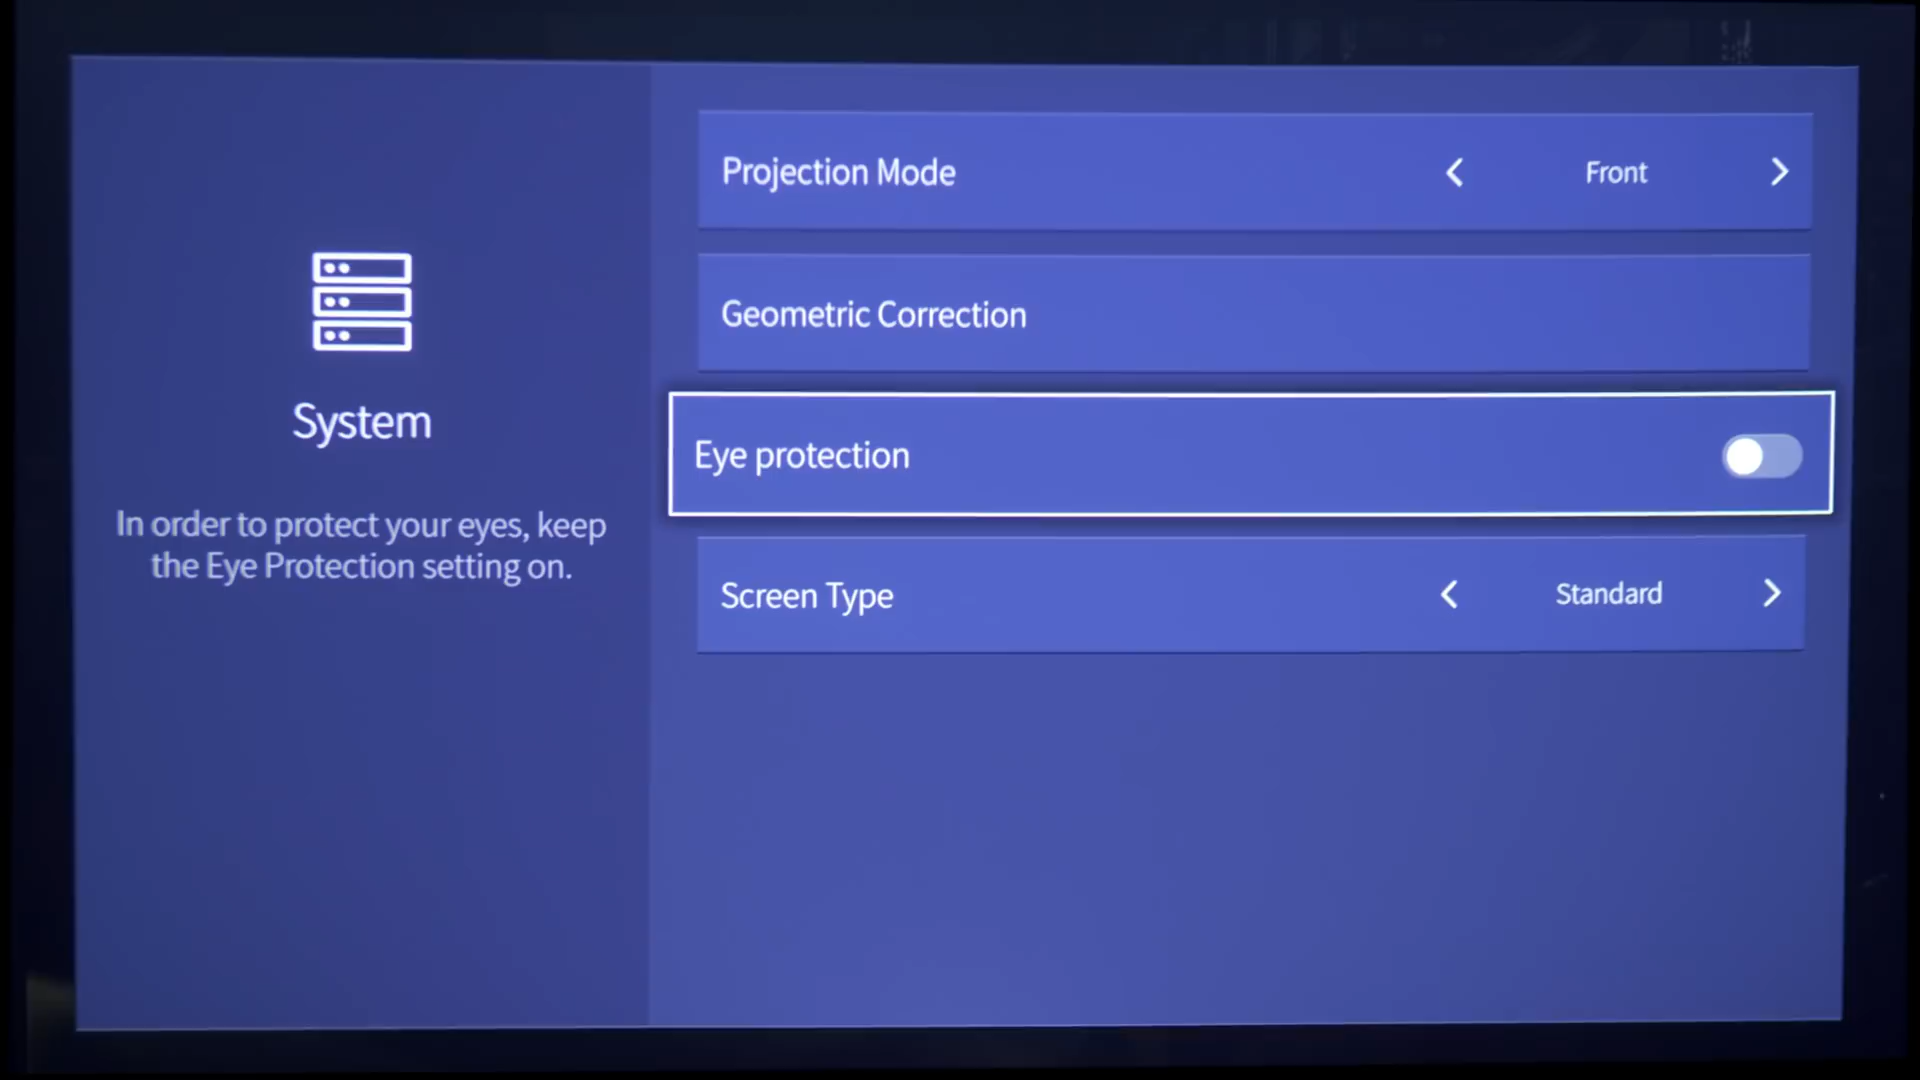 System
In order to protect your eyes, keep
the Eye Protection setting on.
Projection Mode
Front
Geometric Correction
Eye protection
Screen Type
Standard